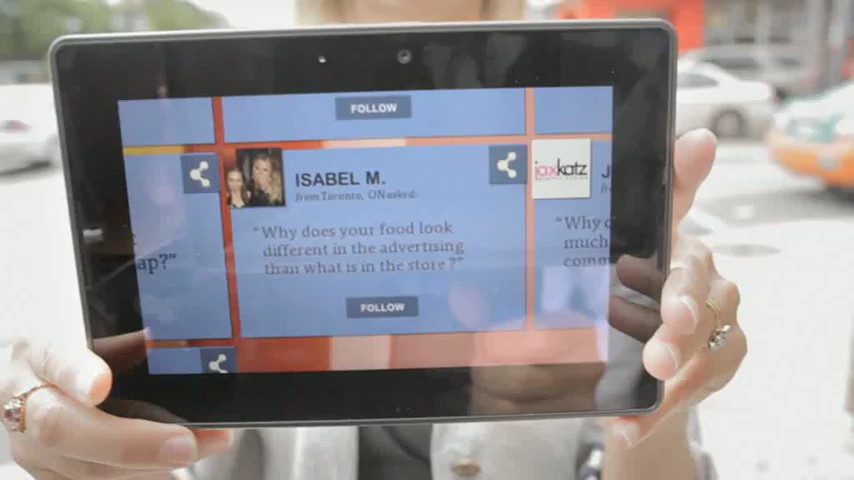 FOLLOW
ISABEL M.
from Toronto, ON asked:
“Why does your food look
different in the advertising
than what is in the store ?”
FOLLOW
ap?”
jaxkatz
J
“Why
much
comm